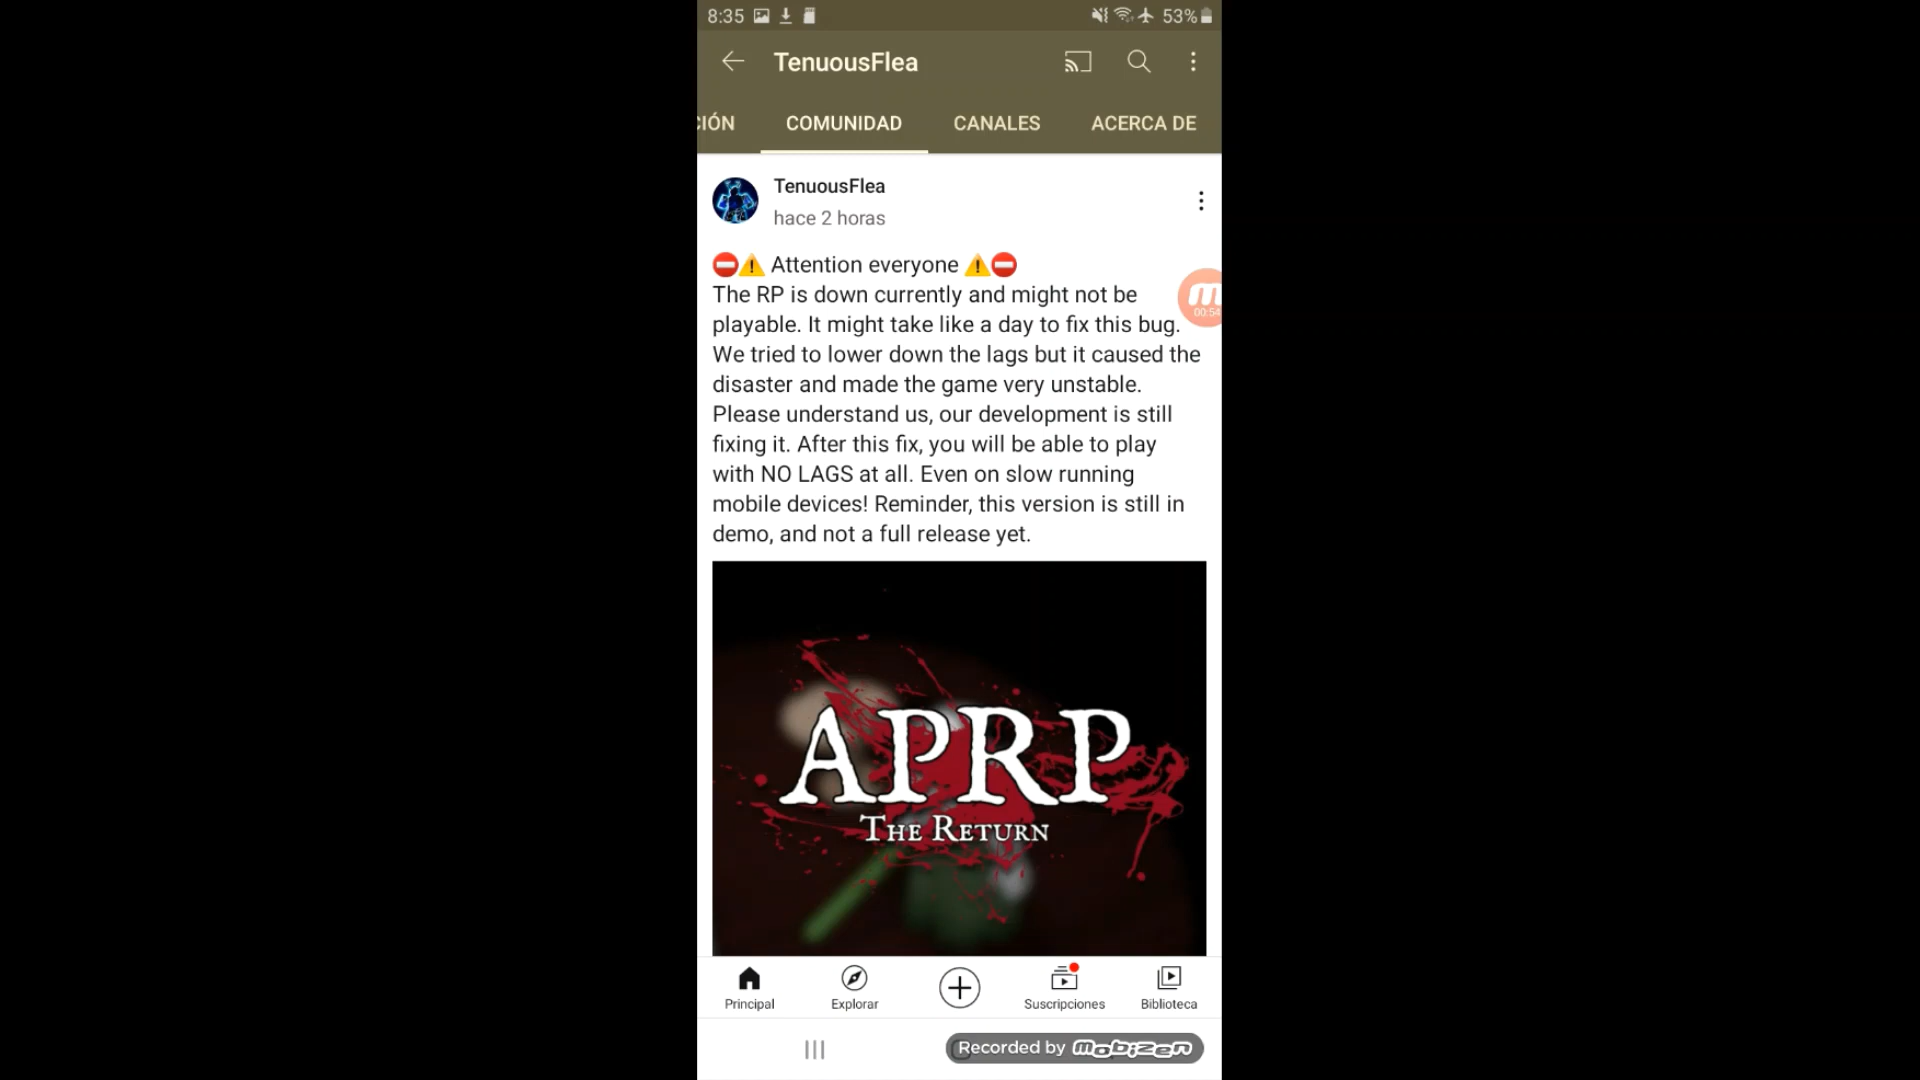 8:35 53%
TenuousFlea
CIÓN COMUNIDAD CANALES ACERCA DE
TenuousFlea
hace 2 horas
⛔⚠️ Attention everyone ⚠️⛔
The RP is down currently and might not be
playable. It might take like a day to fix this bug.
We tried to lower down the lags but it caused the
disaster and made the game very unstable.
Please understand us, our development is still
fixing it. After this fix, you will be able to play
with NO LAGS at all. Even on slow running
mobile devices! Reminder, this version is still in
demo, and not a full release yet.
00:54
APRP
The Return
Principal Explorar Suscripciones Biblioteca
Recorded by mobizen